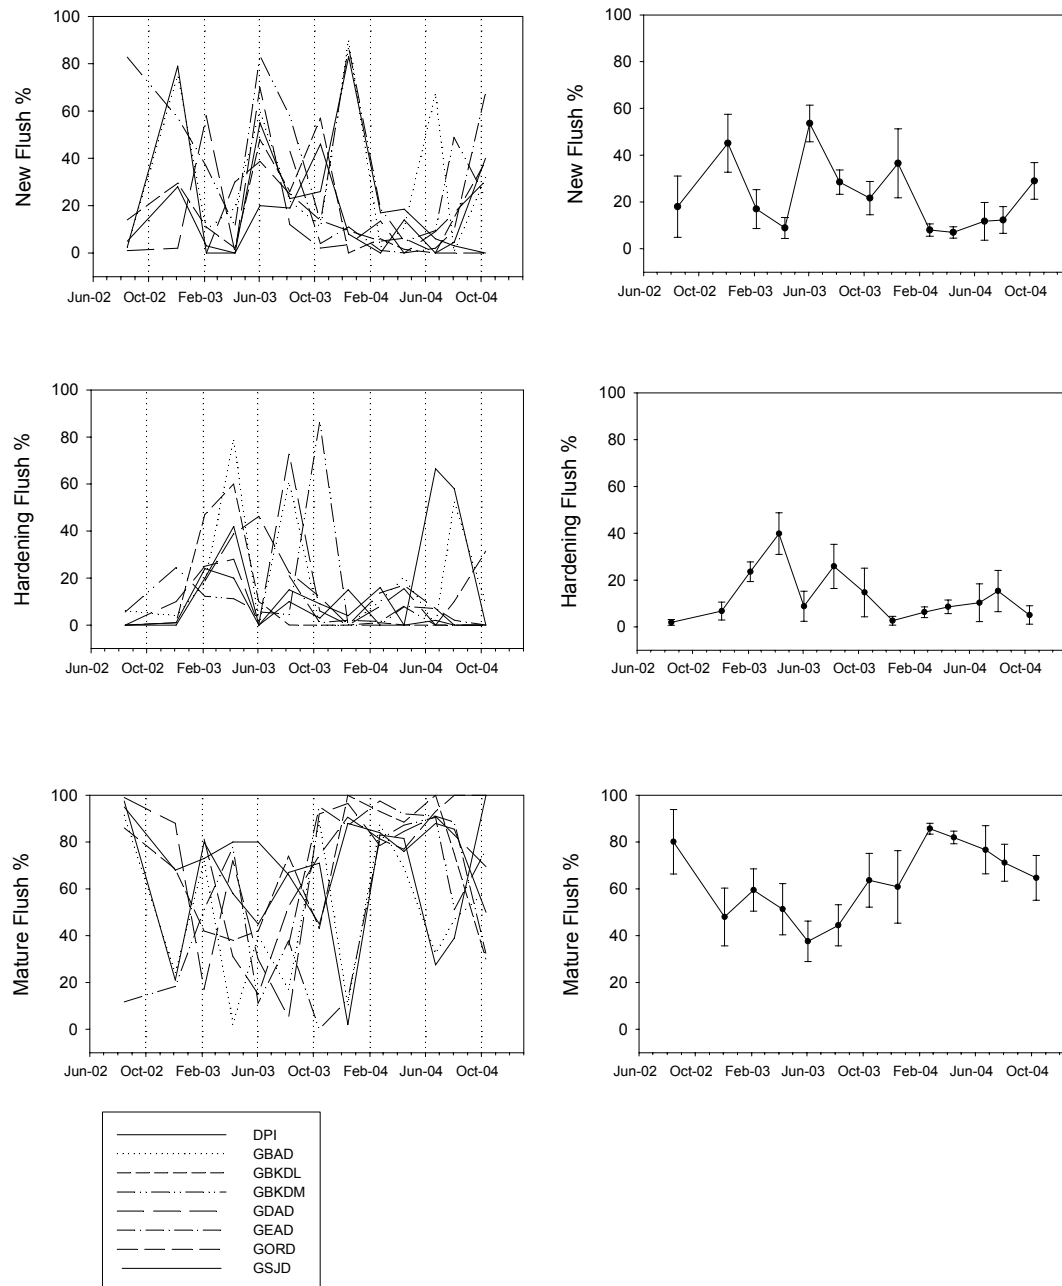 New Flush %
100
80
60
40
20
0
Jun-02 Oct-02 Feb-03 Jun-03 Oct-03 Feb-04 Jun-04 Oct-04
New Flush %
100
80
60
40
20
0
Jun-02 Oct-02 Feb-03 Jun-03 Oct-03 Feb-04 Jun-04 Oct-04
Hardening Flush %
100
80
60
40
20
0
Jun-02 Oct-02 Feb-03 Jun-03 Oct-03 Feb-04 Jun-04 Oct-04
Hardening Flush %
100
80
60
40
20
0
Jun-02 Oct-02 Feb-03 Jun-03 Oct-03 Feb-04 Jun-04 Oct-04
Mature Flush %
100
80
60
40
20
0
Jun-02 Oct-02 Feb-03 Jun-03 Oct-03 Feb-04 Jun-04 Oct-04
Mature Flush %
100
80
60
40
20
0
Jun-02 Oct-02 Feb-03 Jun-03 Oct-03 Feb-04 Jun-04 Oct-04
DPI
GBAD
GBKDL
GBKDM
GDAD
GEAD
GORD
GSJD